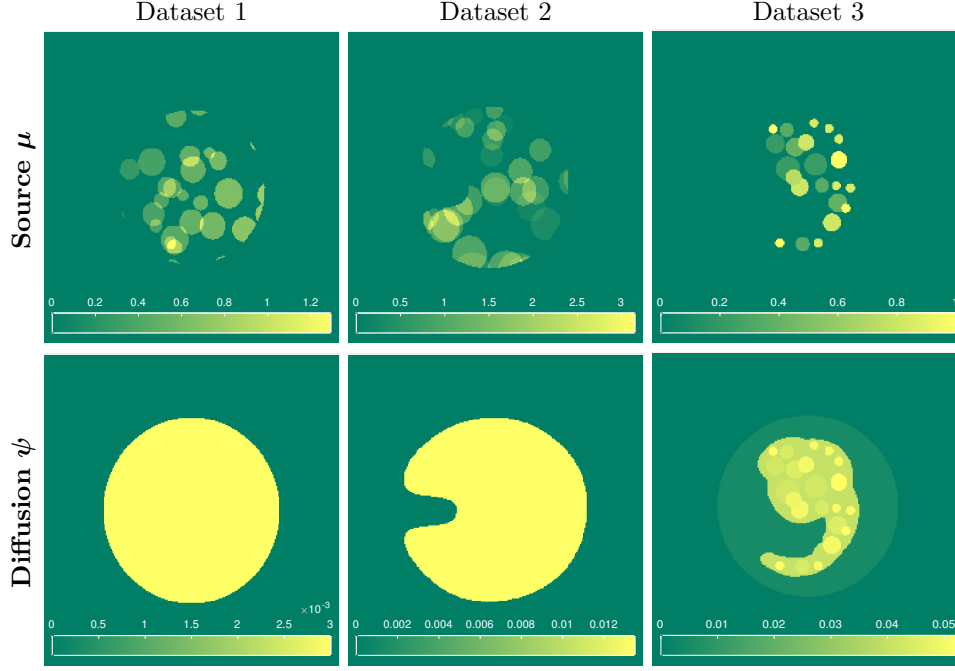 Dataset 1 Dataset 2 Dataset 3
Source μ
0 0.2 0.4 0.6 0.8 1 1.2
0 0.5 1 1.5 2 2.5 3
0 0.2 0.4 0.6 0.8 1
Diffusion ψ
×10⁻³
0 0.5 1 1.5 2 2.5 3
0 0.002 0.004 0.006 0.008 0.01 0.012
0 0.01 0.02 0.03 0.04 0.05